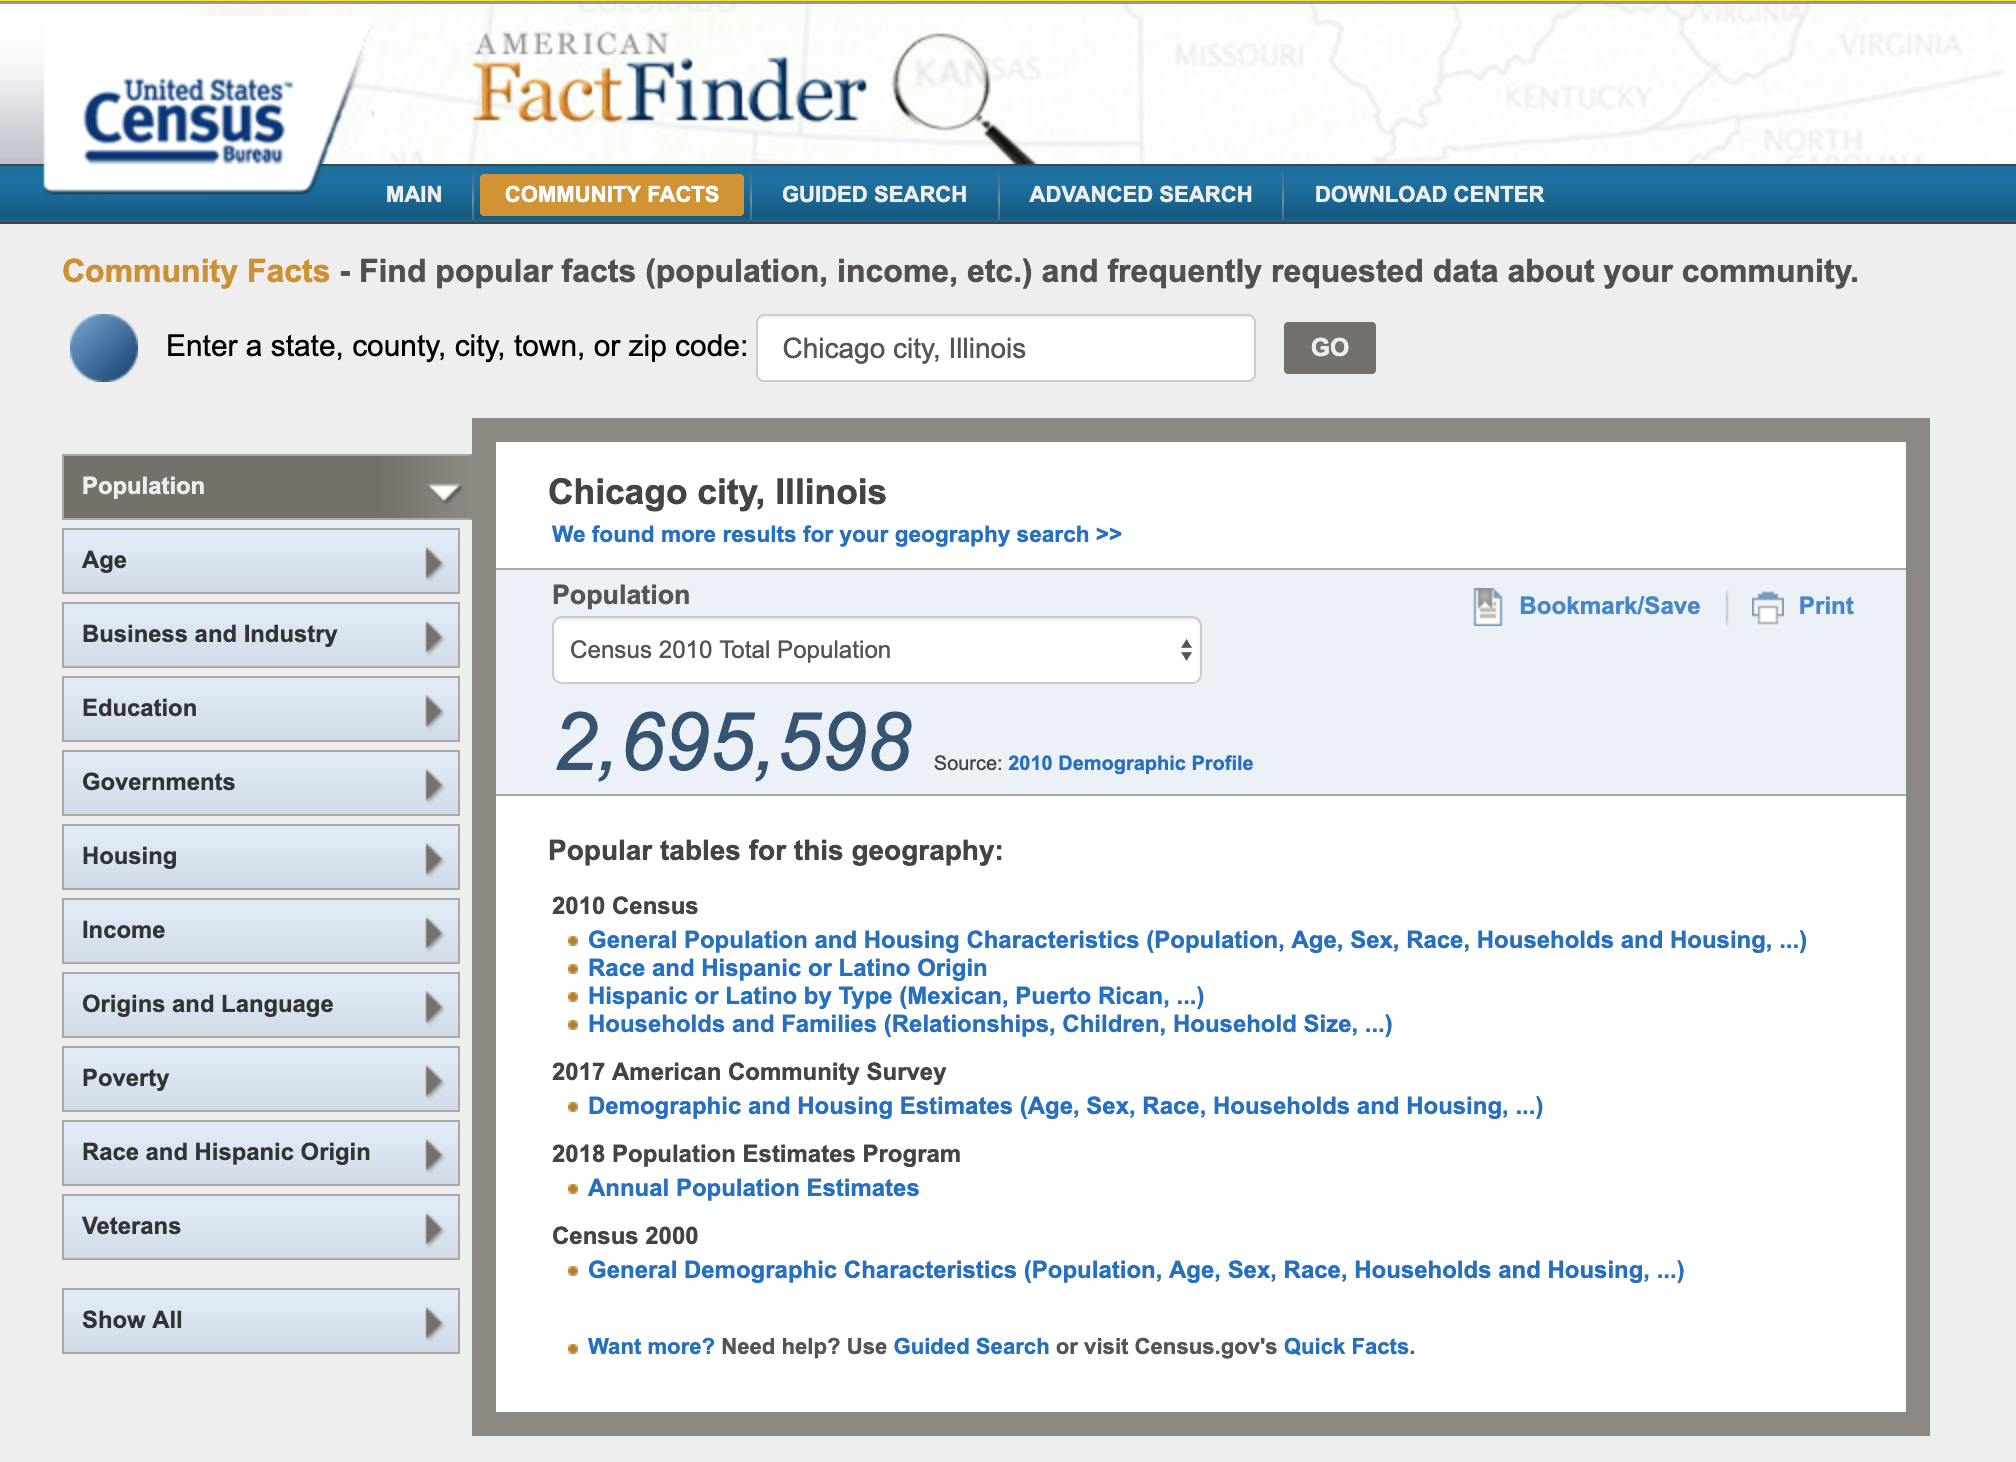 COLORADO
VIRGINIA
VIRGINIA
KANSAS
MISSOURI
KENTUCKY
NORTH
CAROLINA
United States™
Census
Bureau
AMERICAN
FactFinder
MAIN
COMMUNITY FACTS
GUIDED SEARCH
ADVANCED SEARCH
DOWNLOAD CENTER
Community Facts - Find popular facts (population, income, etc.) and frequently requested data about your community.
Enter a state, county, city, town, or zip code: Chicago city, Illinois GO
Population
Age
Business and Industry
Education
Governments
Housing
Income
Origins and Language
Poverty
Race and Hispanic Origin
Veterans
Show All
Chicago city, Illinois
We found more results for your geography search >>
Population
Bookmark/Save
Print
Census 2010 Total Population
2,695,598 Source: 2010 Demographic Profile
Popular tables for this geography:
2010 Census
General Population and Housing Characteristics (Population, Age, Sex, Race, Households and Housing, ...)
Race and Hispanic or Latino Origin
Hispanic or Latino by Type (Mexican, Puerto Rican, ...)
Households and Families (Relationships, Children, Household Size, ...)
2017 American Community Survey
Demographic and Housing Estimates (Age, Sex, Race, Households and Housing, ...)
2018 Population Estimates Program
Annual Population Estimates
Census 2000
General Demographic Characteristics (Population, Age, Sex, Race, Households and Housing, ...)
Want more? Need help? Use Guided Search or visit Census.gov's Quick Facts.